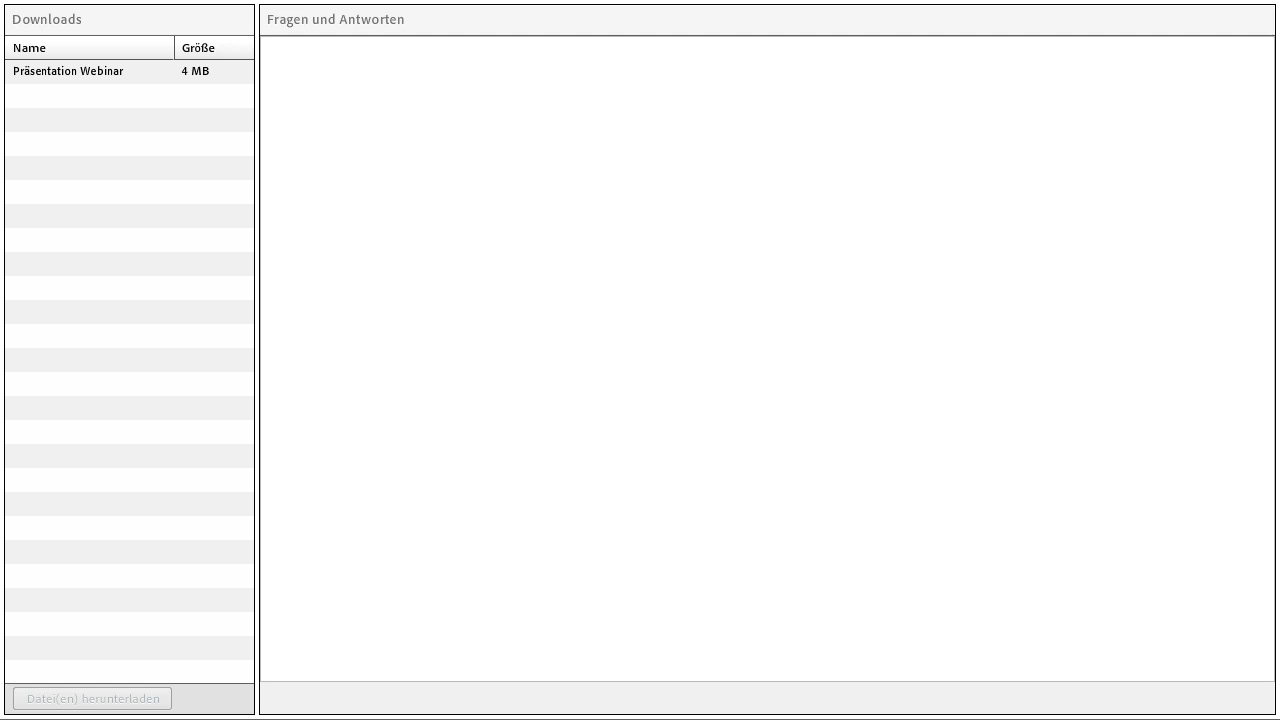 Downloads
Fragen und Antworten
Name Größe
Präsentation Webinar 4 MB
Datei(en) herunterladen